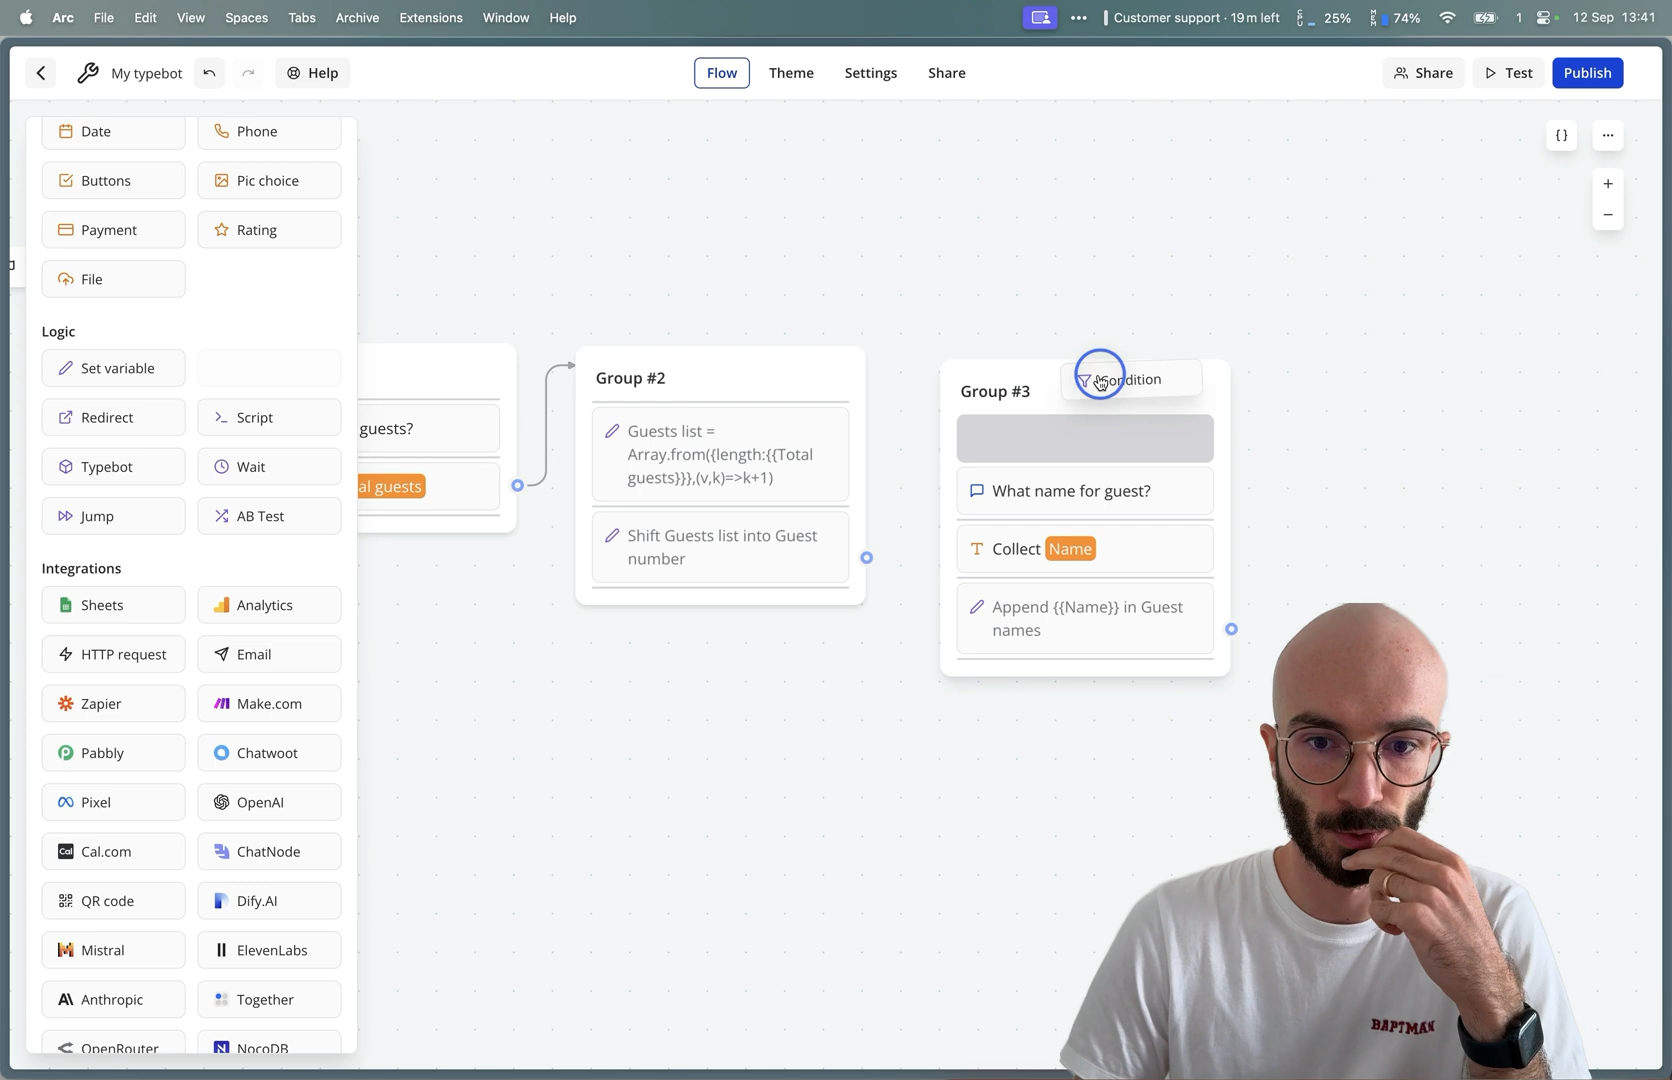 Arc File Edit View Spaces Tabs Archive Extensions Window Help
CPU 25% MEM 74% Customer support · 19 m left 1 12 Sep 13:41
My typebot Help
Flow Theme Settings Share
Share Test Publish
Date Phone
Buttons Pic choice
Payment Rating
File
Logic
Set variable
Redirect Script
Typebot Wait
Jump AB Test
Integrations
Sheets Analytics
HTTP request Email
Zapier Make.com
Pabbly Chatwoot
Pixel OpenAI
Cal.com ChatNode
QR code Dify.AI
Mistral ElevenLabs
Anthropic Together
OpenRouter NocoDB
guests?
al guests
Group #2
Guests list =
Array.from({length:{{Total
guests}}},(v,k)=>k+1)
Shift Guests list into Guest
number
Group #3
Condition
What name for guest?
Collect Name
Append {{Name}} in Guest
names
BAPTMAN